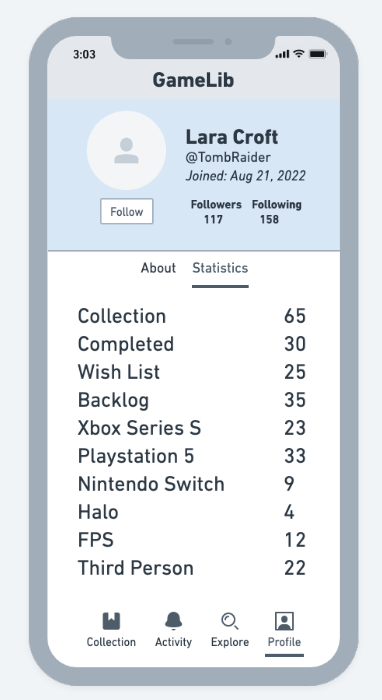 3:03
GameLib
Lara Croft
@TombRaider
Joined: Aug 21, 2022
Follow
Followers Following
117 158
About Statistics
Collection 65
Completed 30
Wish List 25
Backlog 35
Xbox Series S 23
Playstation 5 33
Nintendo Switch 9
Halo 4
FPS 12
Third Person 22
Collection Activity Explore Profile